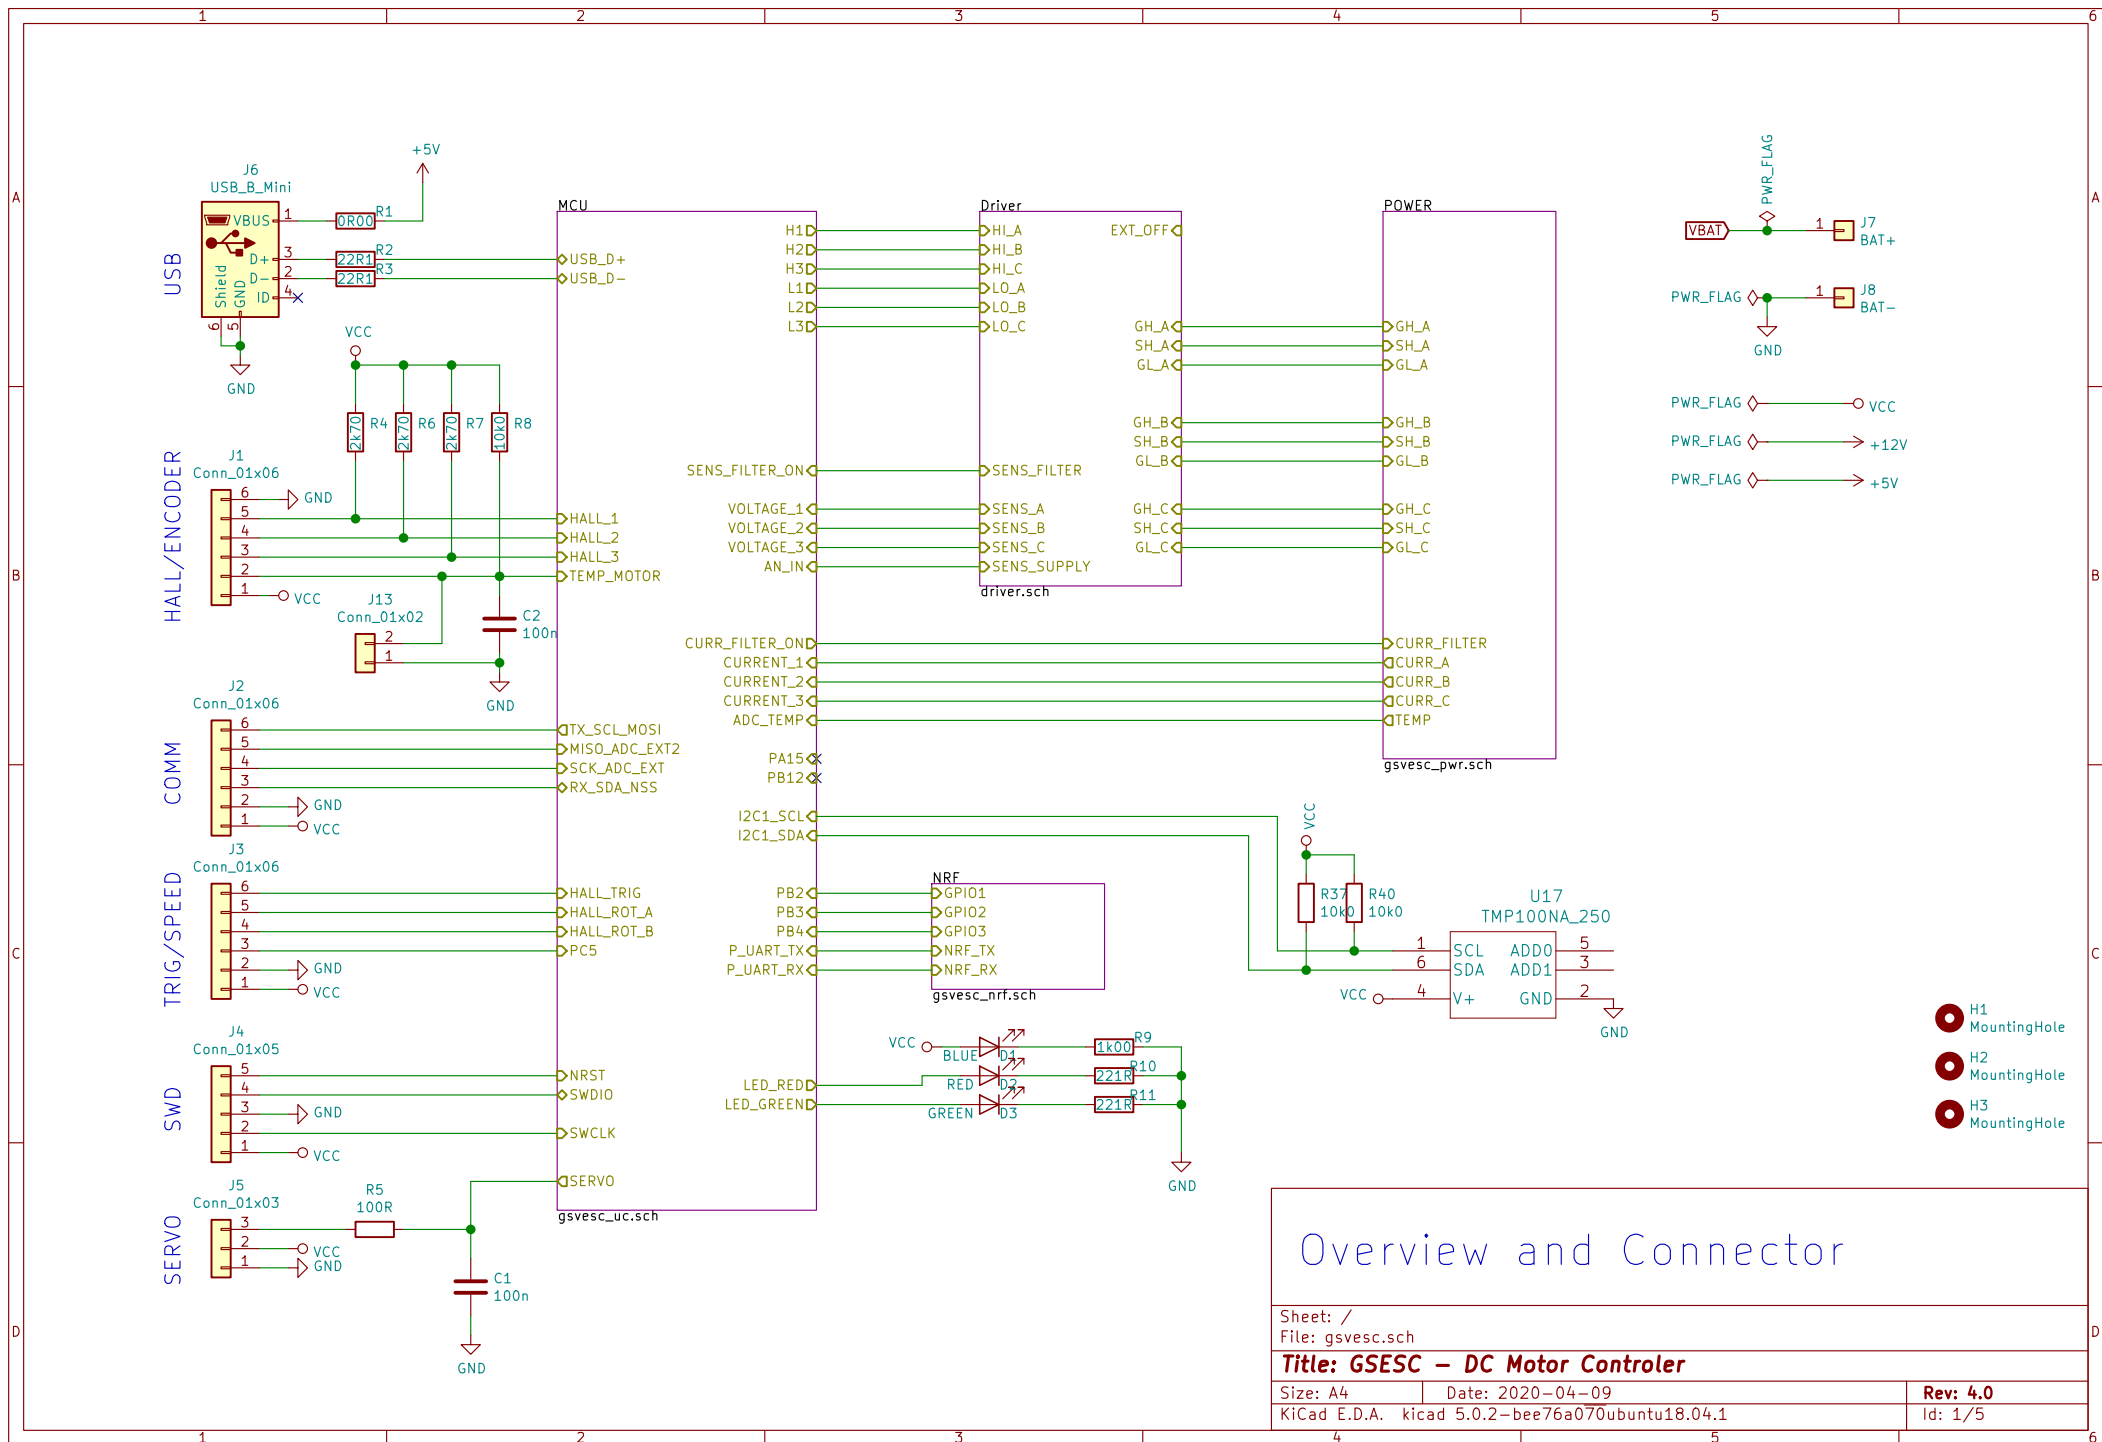 1 2 3 4 5 6
A
B
C
D
USB
J6
USB_B_Mini
VBUS 1
D+ 3
D- 2
ID 4
Shield
GND
6 5
GND
0R00 R1
22R1 R2
22R1 R3
+5V
VCC
2k70 R4
2k70 R6
2k70 R7
10k0 R8
HALL/ENCODER
J1
Conn_01x06
6 GND
5
4
3
2
1 VCC
J13
Conn_01x02
2
1
C2
100n
GND
COMM
J2
Conn_01x06
6
5
4
3
2 GND
1 VCC
TRIG/SPEED
J3
Conn_01x06
6
5
4
3
2 GND
1 VCC
SWD
J4
Conn_01x05
5
4
3 GND
2
1 VCC
SERVO
J5
Conn_01x03
3
2 VCC
1 GND
R5
100R
C1
100n
GND
MCU
USB_D+
USB_D-
HALL_1
HALL_2
HALL_3
TEMP_MOTOR
TX_SCL_MOSI
MISO_ADC_EXT2
SCK_ADC_EXT
RX_SDA_NSS
HALL_TRIG
HALL_ROT_A
HALL_ROT_B
PC5
NRST
SWDIO
SWCLK
SERVO
H1
H2
H3
L1
L2
L3
SENS_FILTER_ON
VOLTAGE_1
VOLTAGE_2
VOLTAGE_3
AN_IN
CURR_FILTER_ON
CURRENT_1
CURRENT_2
CURRENT_3
ADC_TEMP
PA15
PB12
I2C1_SCL
I2C1_SDA
PB2
PB3
PB4
P_UART_TX
P_UART_RX
LED_RED
LED_GREEN
gsvesc_uc.sch
Driver
HI_A
HI_B
HI_C
LO_A
LO_B
LO_C
SENS_FILTER
SENS_A
SENS_B
SENS_C
SENS_SUPPLY
EXT_OFF
GH_A
SH_A
GL_A
GH_B
SH_B
GL_B
GH_C
SH_C
GL_C
driver.sch
POWER
GH_A
SH_A
GL_A
GH_B
SH_B
GL_B
GH_C
SH_C
GL_C
CURR_FILTER
CURR_A
CURR_B
CURR_C
TEMP
gsvesc_pwr.sch
NRF
GPIO1
GPIO2
GPIO3
NRF_TX
NRF_RX
gsvesc_nrf.sch
VCC
BLUE D1
RED D2
GREEN D3
1k00 R9
221R R10
221R R11
GND
VCC
R37
10k0
R40
10k0
U17
TMP100NA_250
1 SCL ADD0 5
6 SDA ADD1 3
VCC 4 V+ GND 2
GND
PWR_FLAG
VBAT 1 J7
BAT+
PWR_FLAG 1 J8
BAT-
GND
PWR_FLAG VCC
PWR_FLAG +12V
PWR_FLAG +5V
H1
MountingHole
H2
MountingHole
H3
MountingHole
Overview and Connector
Sheet: /
File: gsvesc.sch
Title: GSESC - DC Motor Controler
Size: A4 Date: 2020-04-09 Rev: 4.0
KiCad E.D.A. kicad 5.0.2-bee76a070ubuntu18.04.1 Id: 1/5
A
B
C
D
1 2 3 4 5 6